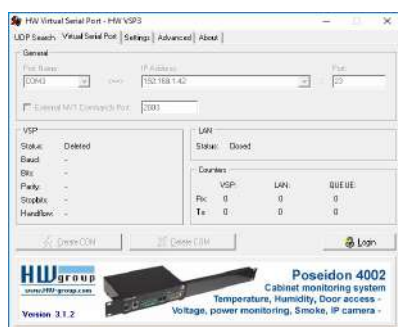 HW Virtual Serial Port - HW VSP3
UDP Search Virtual Serial Port Settings Advanced About
General
Port Name: IP Address: Port:
COM3 <==> 152.168.1.42 : 23
External NVT Commands Port: 2683
VSP
Status: Deleted
Baud: -
Bits: -
Parity: -
Stopbits: -
Handflow: -
LAN
Status: Closed
Counters
VSP: LAN: QUEUE:
Rx: 0 0 0
Tx: 0 0 0
Create COM Delete COM Login
HW group
www.HW-group.com
Version 3.1.2
Poseidon 4002
Cabinet monitoring system
Temperature, Humidity, Door access -
Voltage, power monitoring, Smoke, IP camera -